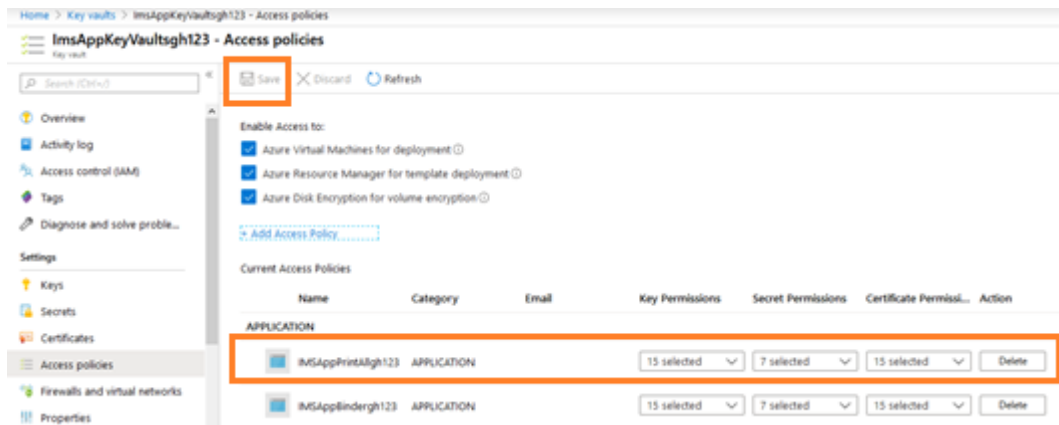 Home > Key vaults > ImsAppKeyVaultsgh123 - Access policies
ImsAppKeyVaultsgh123 - Access policies
Key vault
Search (Ctrl+/)
«
Save
Discard
Refresh
Overview
Activity log
Access control (IAM)
Tags
Diagnose and solve proble...
Settings
Keys
Secrets
Certificates
Access policies
Firewalls and virtual networks
Properties
Enable Access to:
Azure Virtual Machines for deployment
Azure Resource Manager for template deployment
Azure Disk Encryption for volume encryption
+ Add Access Policy
Current Access Policies
Name Category Email Key Permissions Secret Permissions Certificate Permissi... Action
APPLICATION
IMSAppPrintAllgh123 APPLICATION 15 selected 7 selected 15 selected Delete
IMSAppBindergh123 APPLICATION 15 selected 7 selected 15 selected Delete